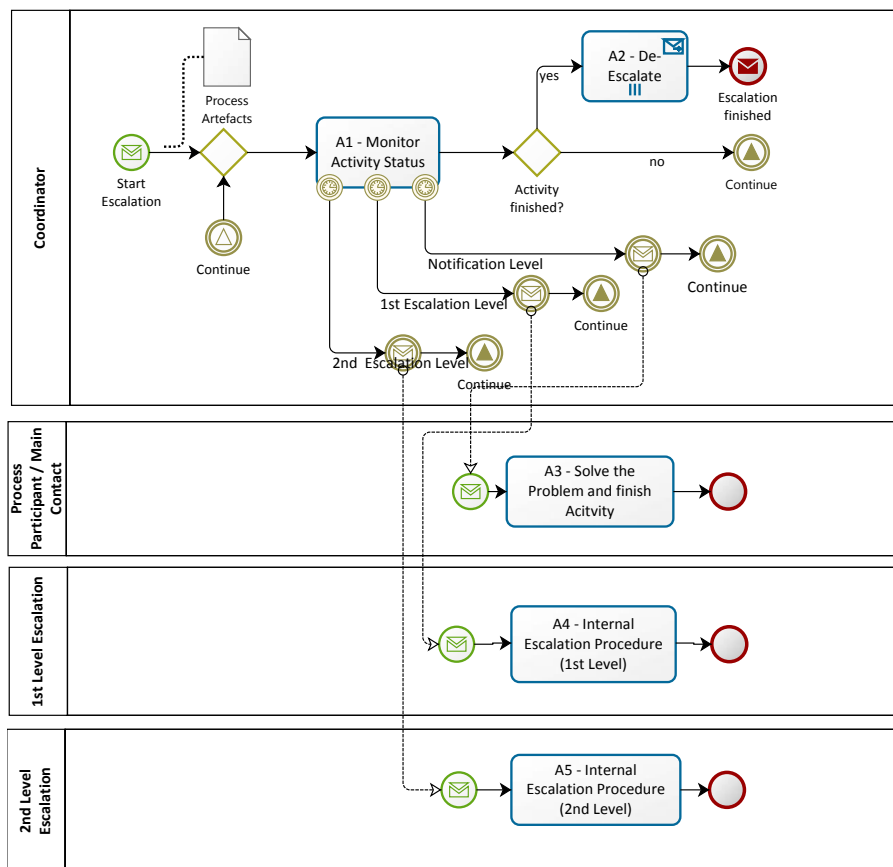 Coordinator
Process
Artefacts
Start
Escalation
Continue
A1 - Monitor
Activity Status
A2 - De-
Escalate
yes
Escalation
finished
Activity
finished?
no
Continue
Notification Level
Continue
1st Escalation Level
Continue
2nd  Escalation Level
Continue
Process
Participant / Main
Contact
A3 - Solve the
Problem and finish
Acitvity
1st Level Escalation
A4 - Internal
Escalation Procedure
(1st Level)
2nd Level
Escalation
A5 - Internal
Escalation Procedure
(2nd Level)